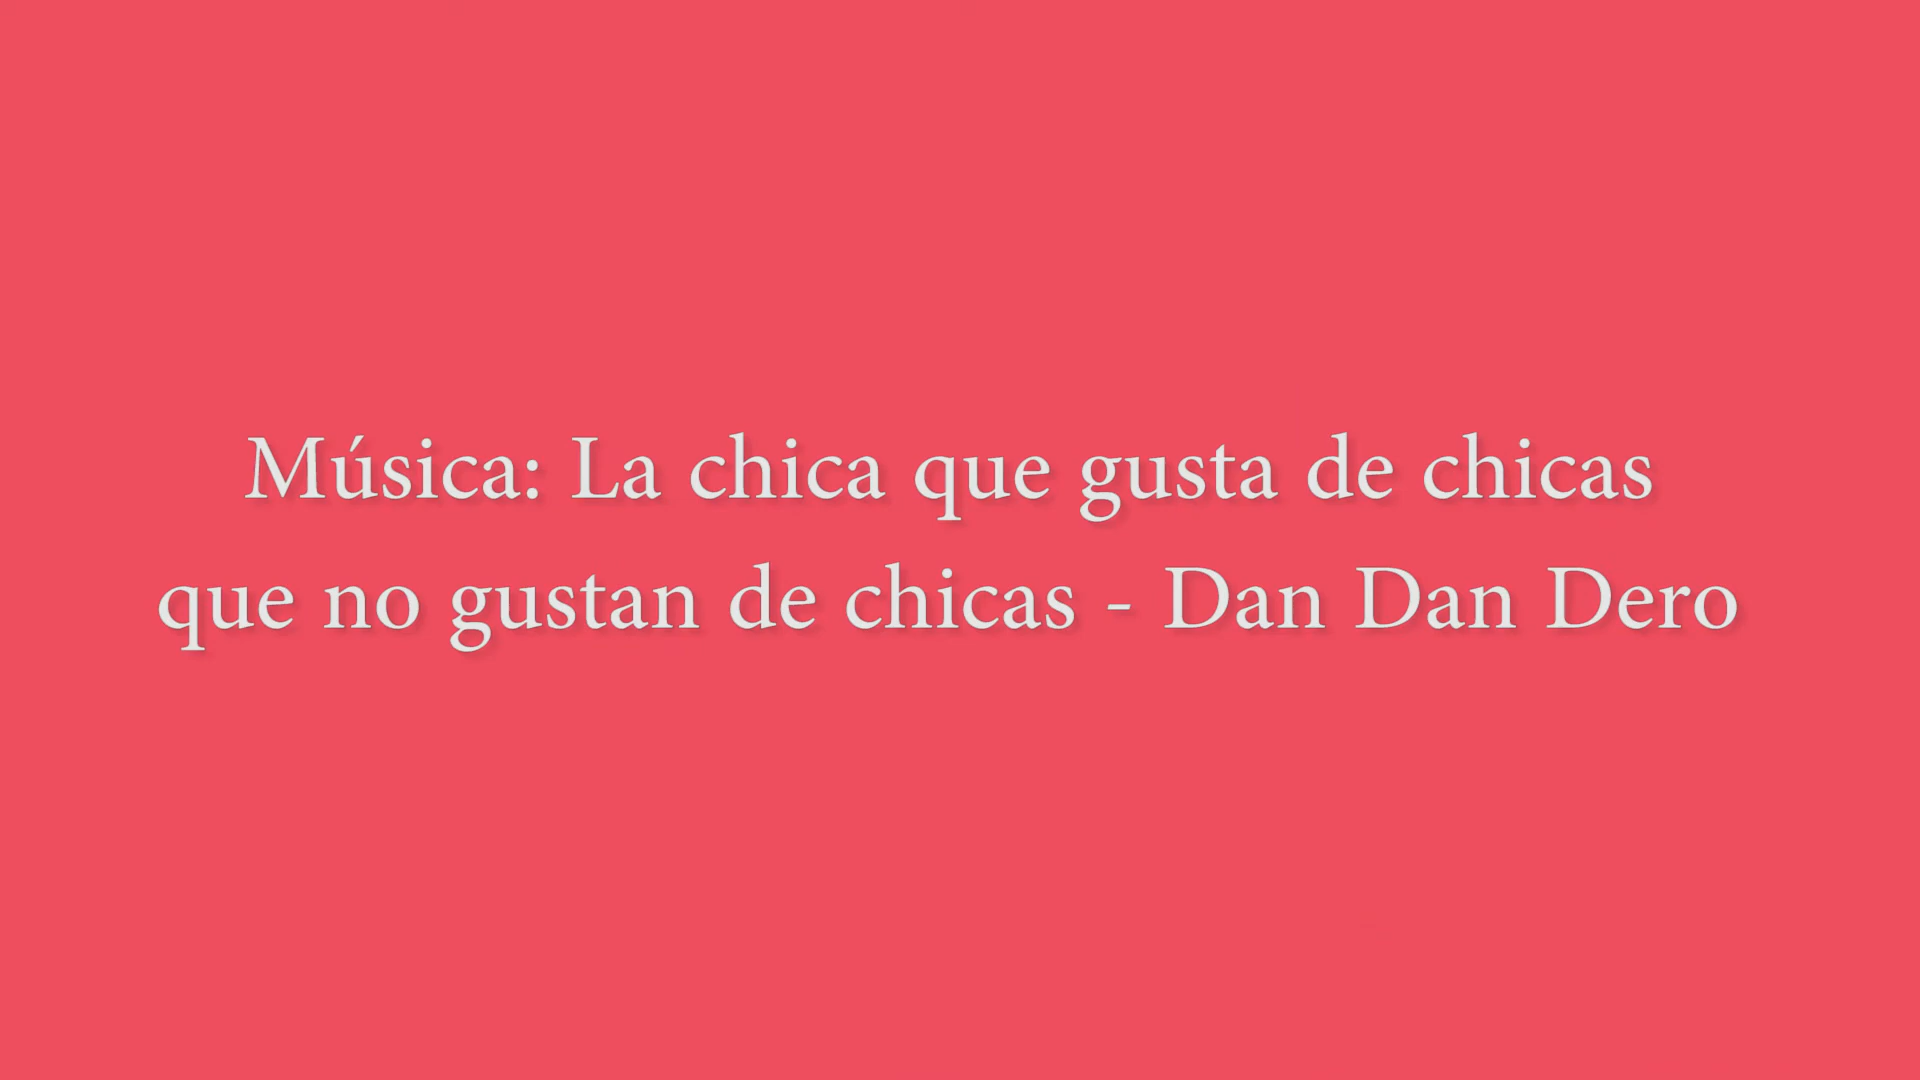 Música: La chica que gusta de chicas
que no gustan de chicas - Dan Dan Dero